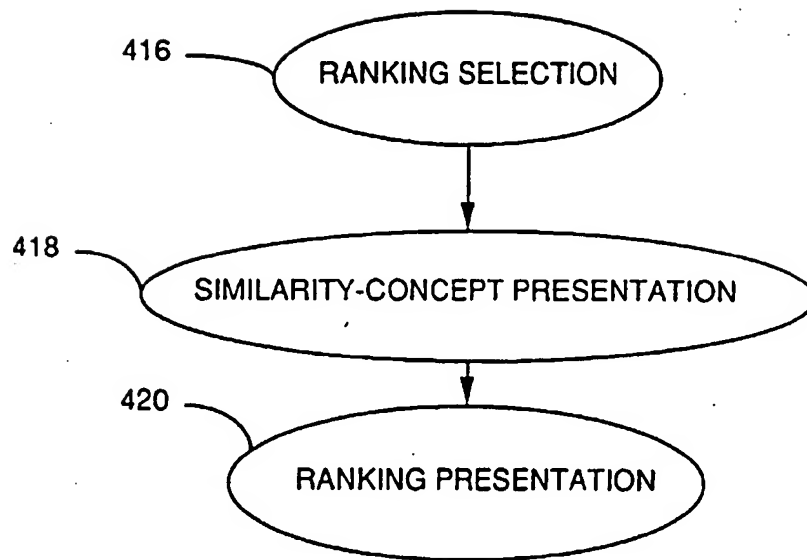 416
RANKING SELECTION
418
SIMILARITY-CONCEPT PRESENTATION
420
RANKING PRESENTATION